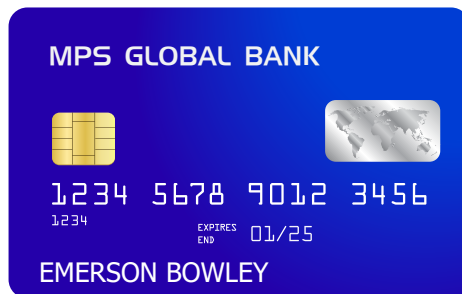 MPS GLOBAL BANK
1234 5678 9012 3456
1234
EXPIRES
END 01/25
EMERSON BOWLEY